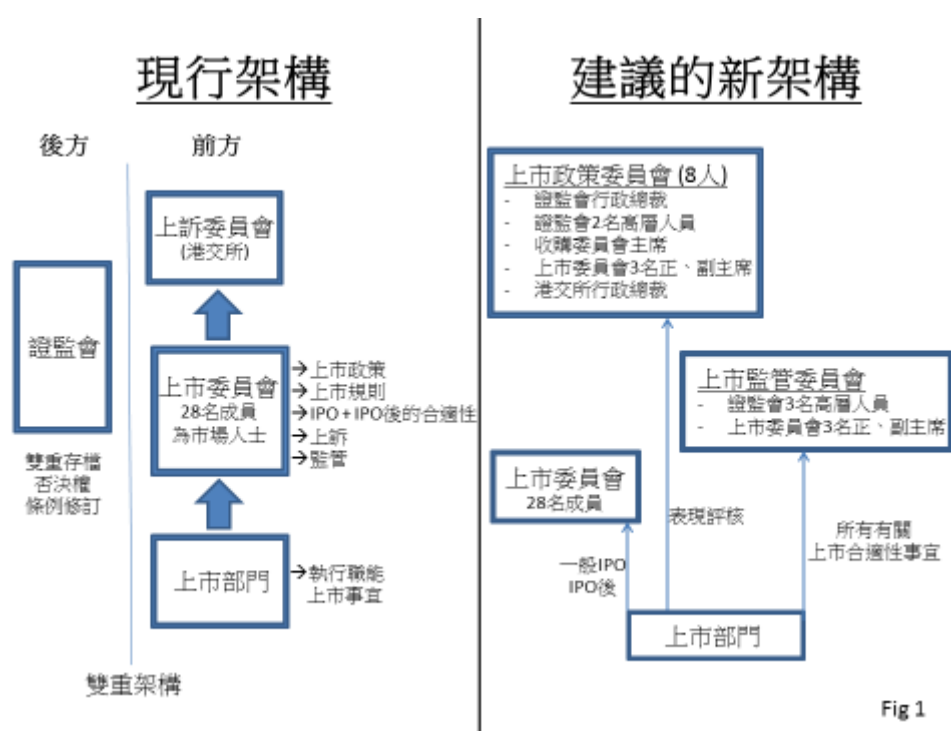 現行架構
後方
前方
上訴委員會
(港交所)
證監會
雙重存檔
否決權
條例修訂
上市委員會
28名成員
為市場人士
→上市政策
→上市規則
→IPO+IPO後的合適性
→上訴
→監管
上市部門
→執行職能
上市事宜
雙重架構
建議的新架構
上市政策委員會 (8人)
- 證監會行政總裁
- 證監會2名高層人員
- 收購委員會主席
- 上市委員會3名正、副主席
- 港交所行政總裁
上市監管委員會
- 證監會3名高層人員
- 上市委員會3名正、副主席
上市委員會
28名成員
一般IPO
IPO後
表現評核
所有有關
上市合適性事宜
上市部門
Fig 1